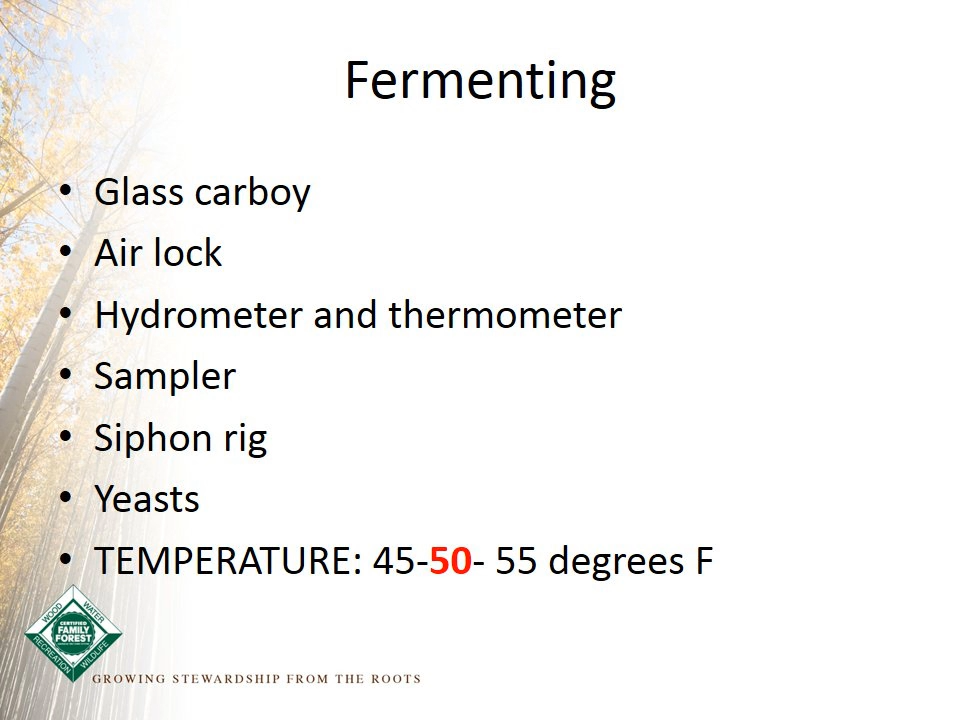 Fermenting
• Glass carboy
• Air lock
• Hydrometer and thermometer
• Sampler
• Siphon rig
• Yeasts
• TEMPERATURE: 45-50- 55 degrees F
WOOD
WATER
CERTIFIED
FAMILY
FOREST
RECREATION
WILDLIFE
GROWING STEWARDSHIP FROM THE ROOTS